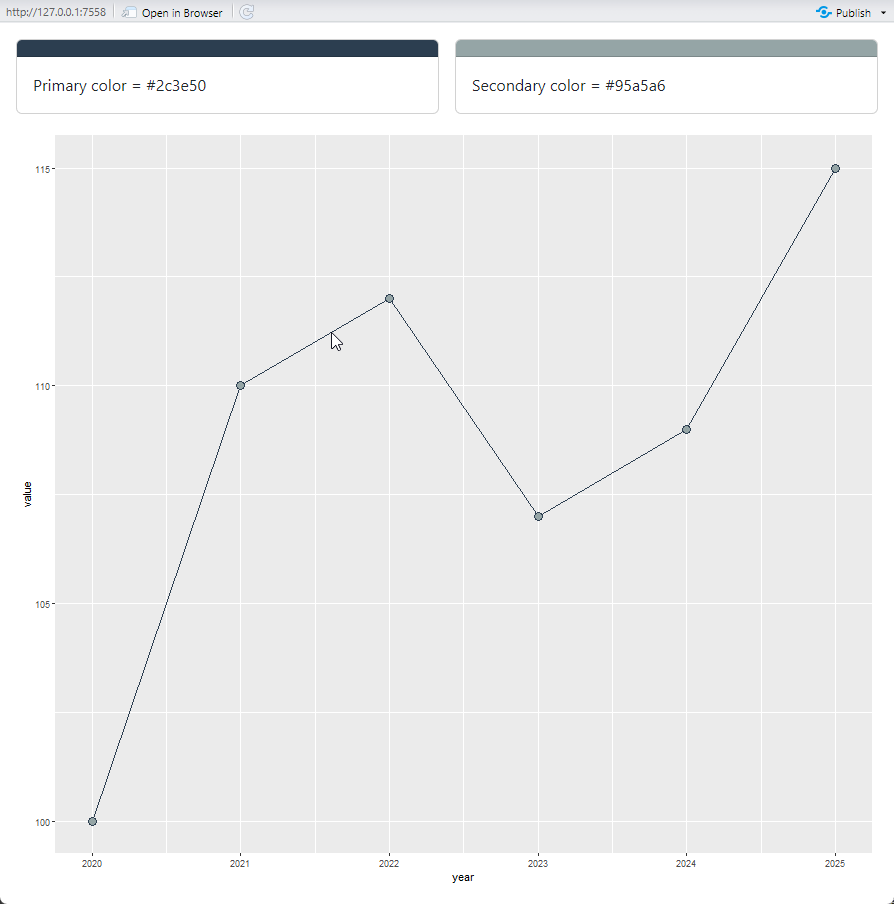 http://127.0.0.1:7558 Open in Browser Publish
Primary color = #2c3e50 Secondary color = #95a5a6
115
110
value
105
100
2020 2021 2022 2023 2024 2025
year